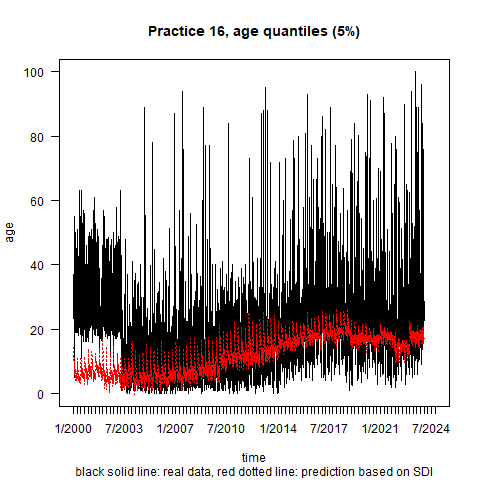 Practice 16, age quantiles (5%)
age
100
80
60
40
20
0
1/2000 7/2003 1/2007 7/2010 1/2014 7/2017 1/2021 7/2024
time
black solid line: real data, red dotted line: prediction based on SDI